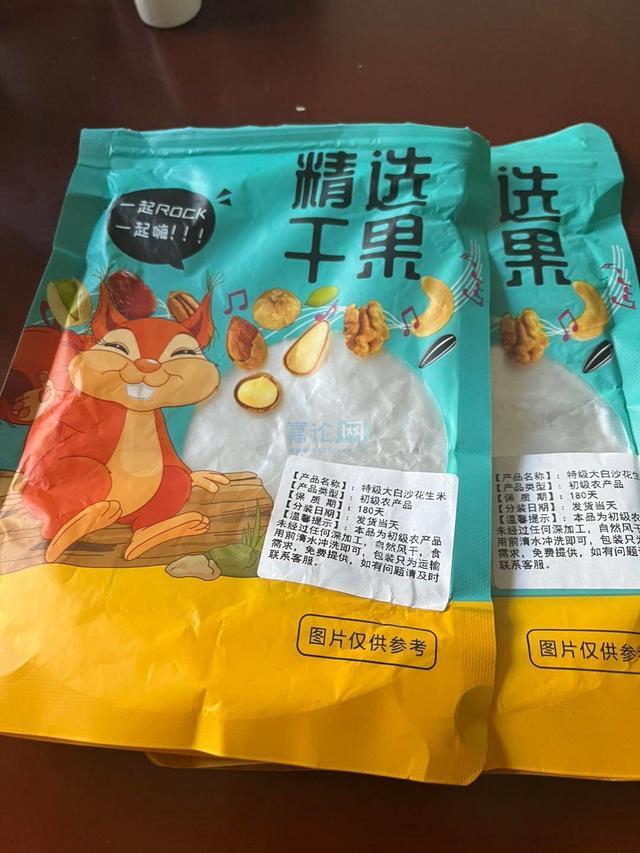 精选
干果
一起ROCK
一起嗨!!!
嘉论网
【产品名称】：特级大白沙花生米
【产品类型】：初级农产品
【保 质 期】：180天
【分装日期】：发货当天
【温馨提示】：本品为初级农产品
未经过任何深加工，自然风干，食
用前清水冲洗即可，包装只为运输
需求，免费提供，如有问题请及时
联系客服。
图片仅供参考
选
果
【产品名称】：特级大白沙花
【产品类型】：初级农产品
【保 质 期】：180天
【分装日期】：发货当天
【温馨提示】：本品为初级农
未经过任何深加工，自然风
用前清水冲洗即可，包装只为
需求，免费提供，如有问题
联系客服。
图片仅供参考